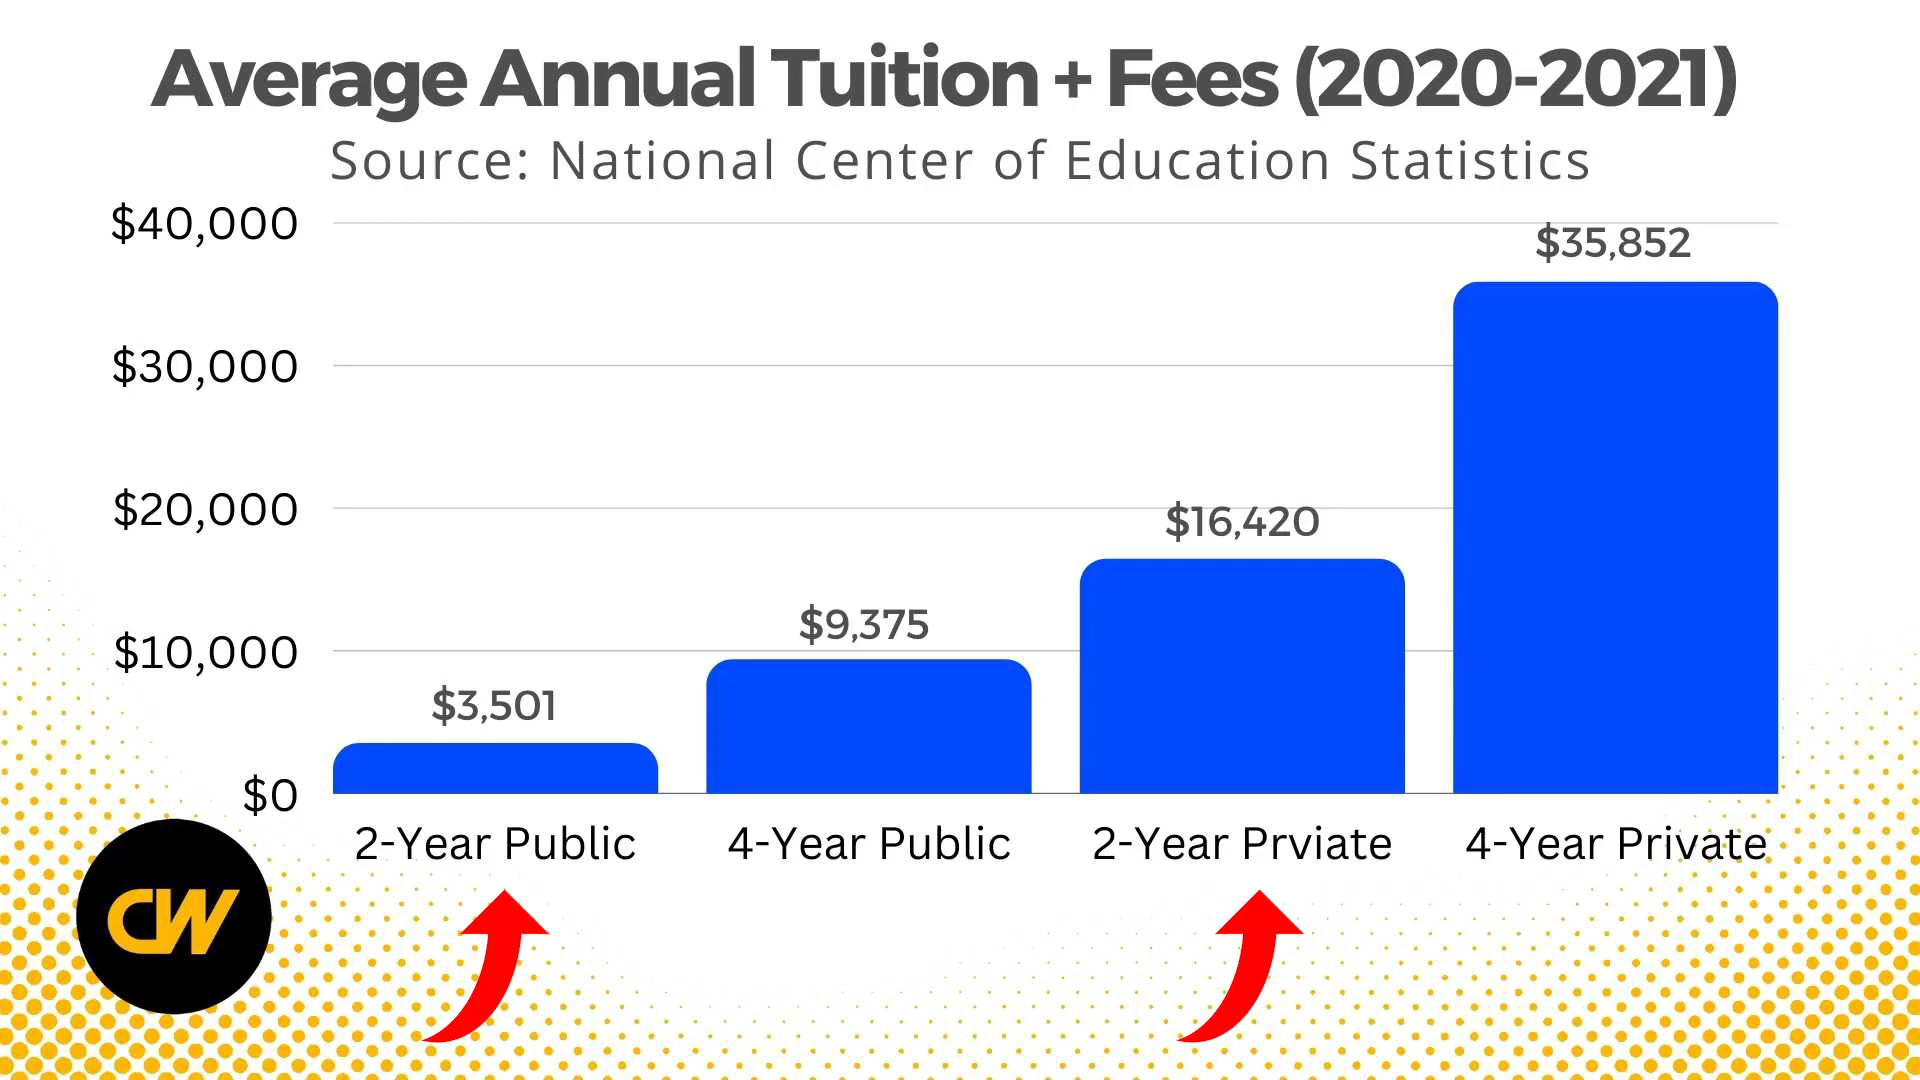 Average Annual Tuition + Fees (2020-2021)
Source: National Center of Education Statistics
$40,000
$35,852
$30,000
$20,000
$16,420
$10,000
$9,375
$3,501
$0
2-Year Public 4-Year Public 2-Year Prviate 4-Year Private
CW